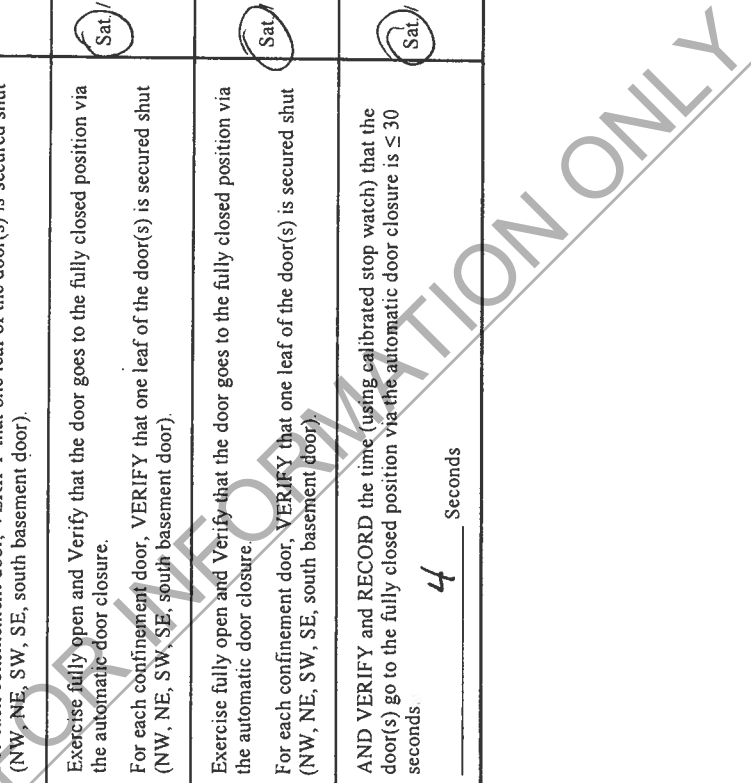 (NW, NE, SW, SE, south basement door).
Exercise fully open and Verify that the door goes to the fully closed position via
the automatic door closure.
For each confinement door, VERIFY that one leaf of the door(s) is secured shut
(NW, NE, SW, SE, south basement door).
Sat. /
Exercise fully open and Verify that the door goes to the fully closed position via
the automatic door closure.
For each confinement door, VERIFY that one leaf of the door(s) is secured shut
(NW, NE, SW, SE, south basement door).
Sat. /
AND VERIFY and RECORD the time (using calibrated stop watch) that the
door(s) go to the fully closed position via the automatic door closure is ≤ 30
seconds.
4 Seconds
Sat. /
FOR INFORMATION ONLY